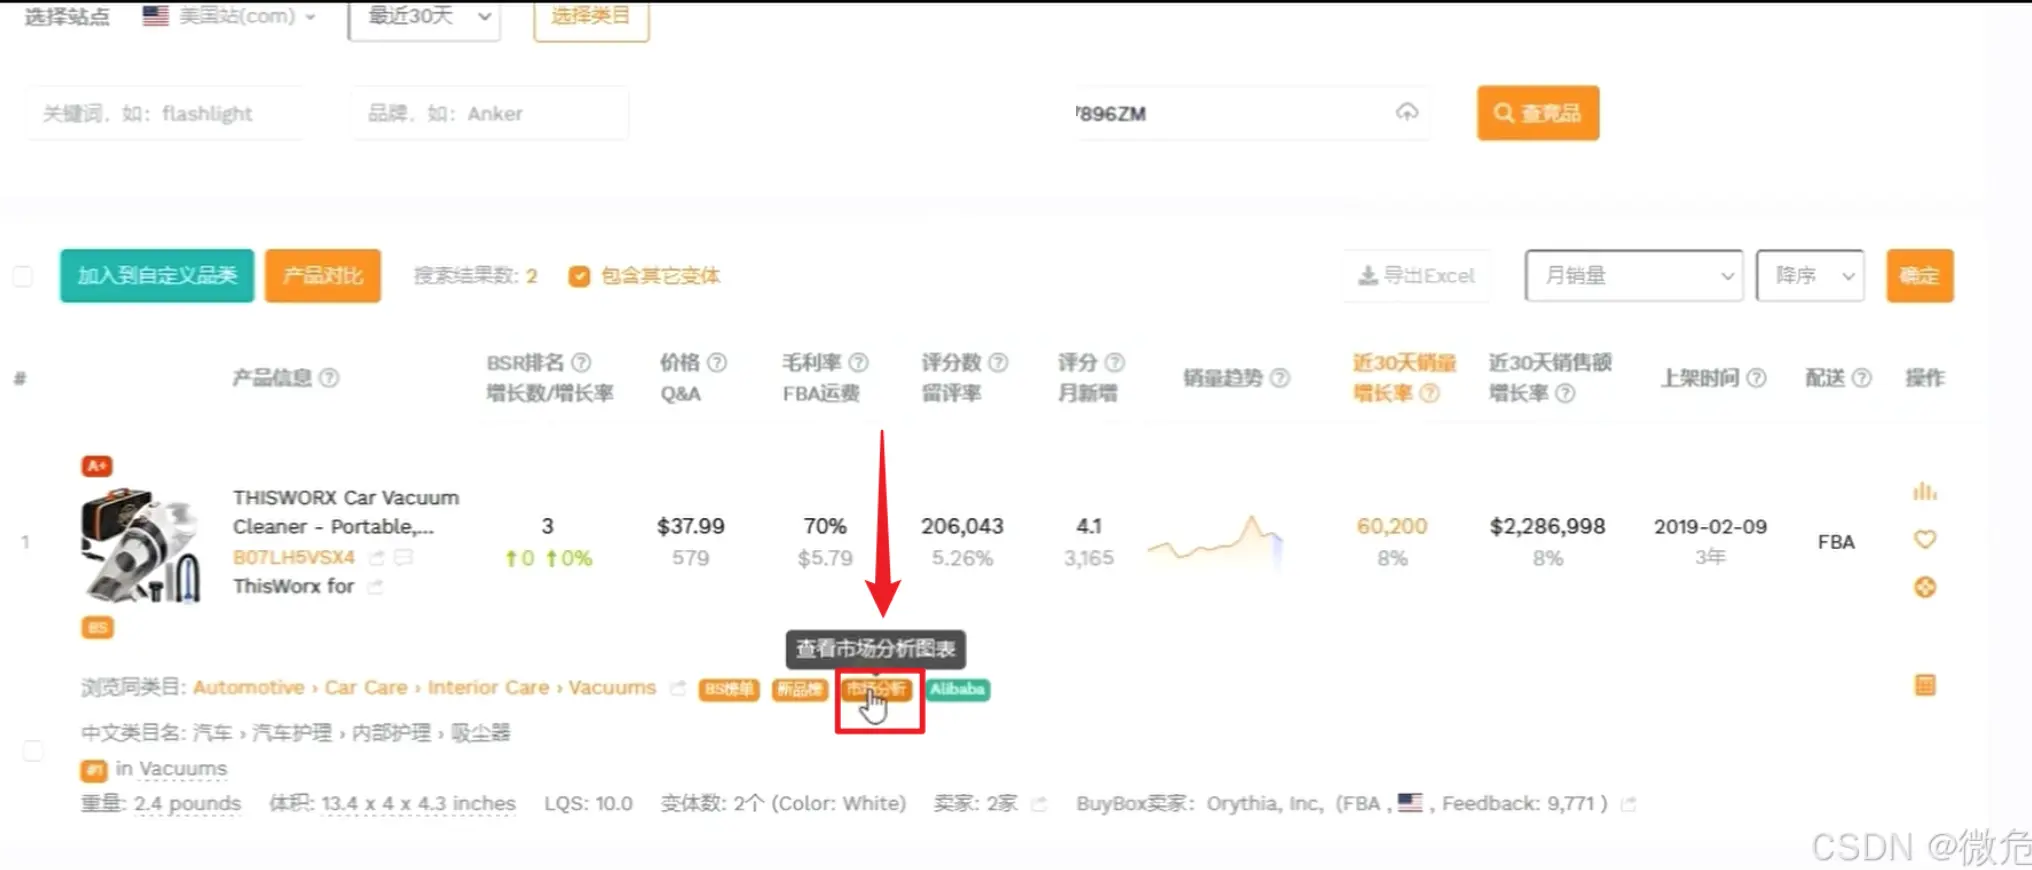 选择站点 美国站(com) 最近30天 选择类目
关键词，如：flashlight 品牌，如：Anker 7896ZM 查竞品
加入到自定义品类 产品对比 搜索结果数: 2 包含其它变体 导出Excel 月销量 降序 确定
# 产品信息 BSR排名 增长数/增长率 价格 Q&A 毛利率 FBA运费 评分数 留评率 评分 月新增 销量趋势 近30天销量 增长率 近30天销售额 增长率 上架时间 配送 操作
A+
THISWORX Car Vacuum
Cleaner - Portable,... 3 $37.99 70% 206,043 4.1 60,200 $2,286,998 2019-02-09
1 FBA
B07LH5VSX4 0 0% 579 $5.79 5.26% 3,165 8% 8% 3年
ThisWorx for
BS
查看市场分析图表
浏览同类目: Automotive › Car Care › Interior Care › Vacuums BS榜单 新品榜 市场分析 Alibaba
中文类目名: 汽车 › 汽车护理 › 内部护理 › 吸尘器
#1 in Vacuums
重量: 2.4 pounds 体积: 13.4 x 4 x 4.3 inches LQS: 10.0 变体数: 2个 (Color: White) 卖家: 2家 BuyBox卖家: Orythia, Inc, (FBA , , Feedback: 9,771 )
CSDN @微危